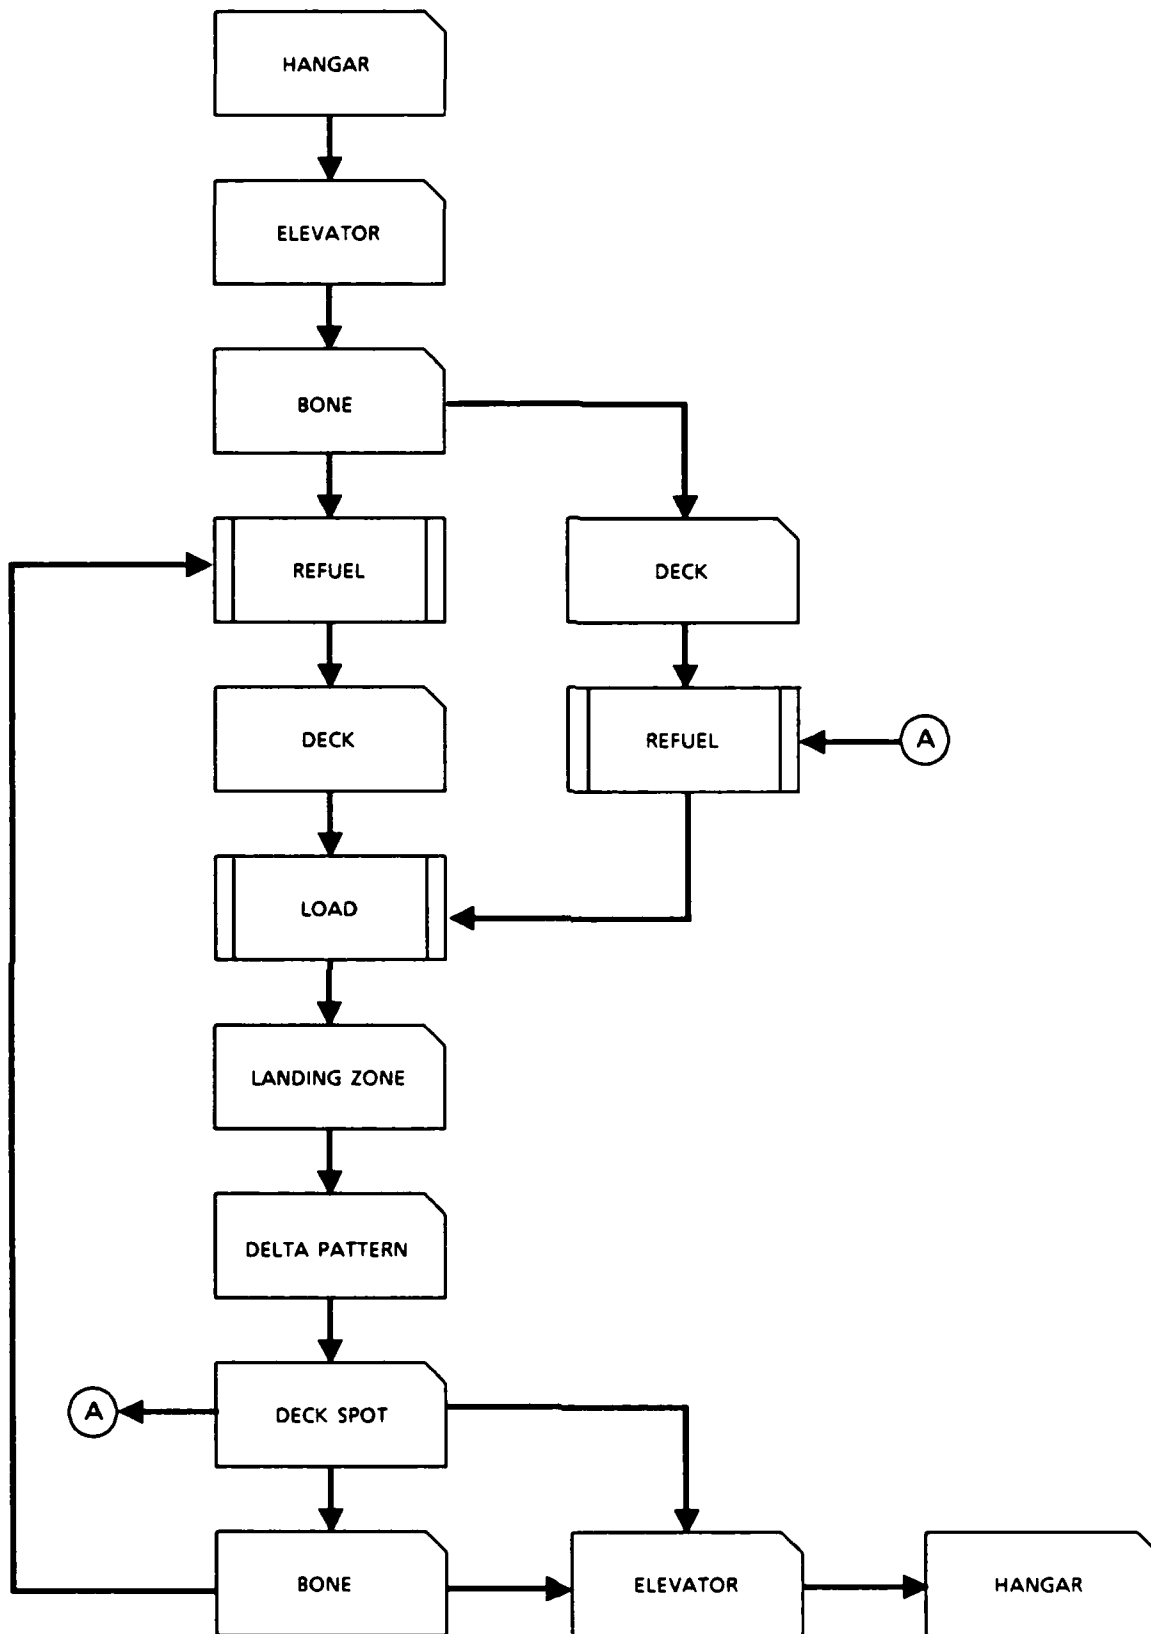 HANGAR
ELEVATOR
BONE
REFUEL
DECK
DECK
REFUEL
A
LOAD
LANDING ZONE
DELTA PATTERN
A
DECK SPOT
BONE
ELEVATOR
HANGAR